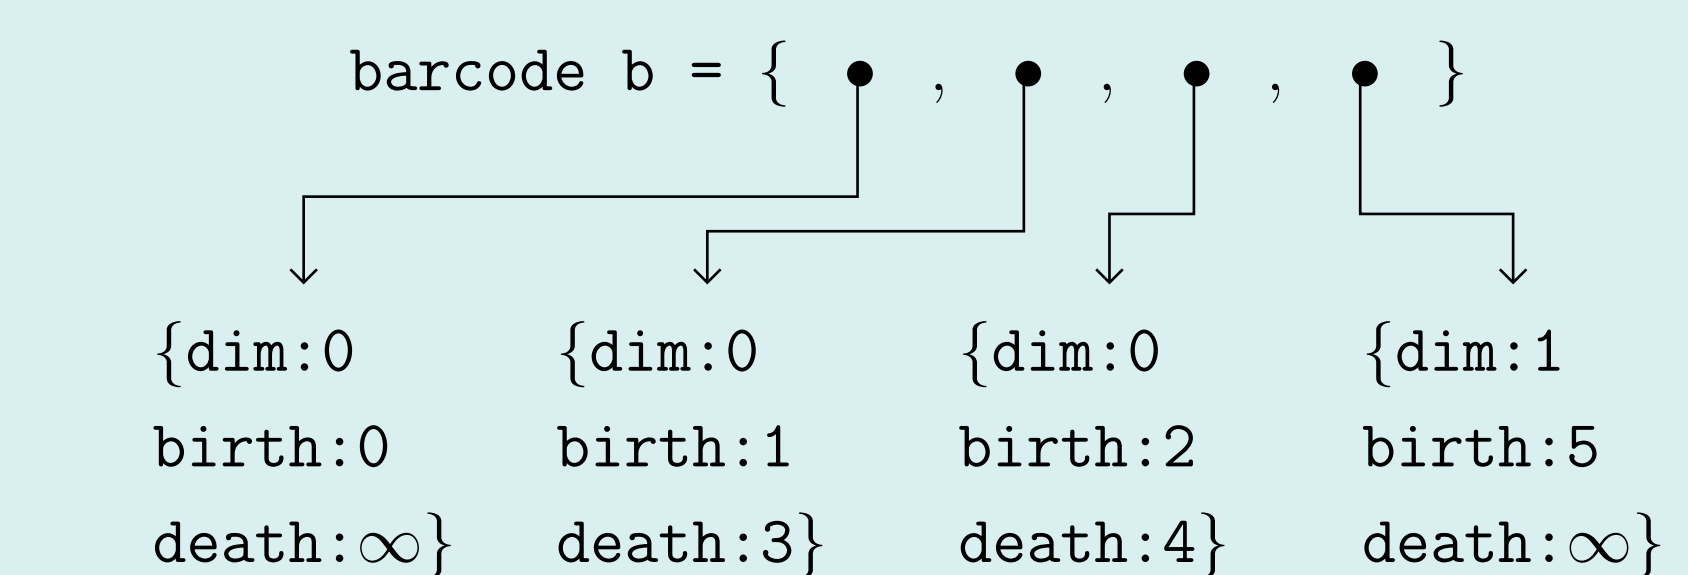 barcode b = { ● , ● , ● , ● }
{dim:0 {dim:0 {dim:0 {dim:1
birth:0 birth:1 birth:2 birth:5
death:∞} death:3} death:4} death:∞}